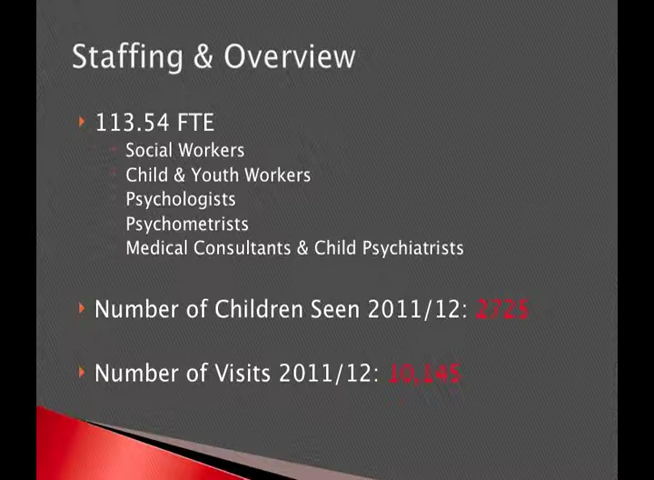 Staffing & Overview
113.54 FTE
Social Workers
Child & Youth Workers
Psychologists
Psychometrists
Medical Consultants & Child Psychiatrists
Number of Children Seen 2011/12: 2725
Number of Visits 2011/12: 10,145